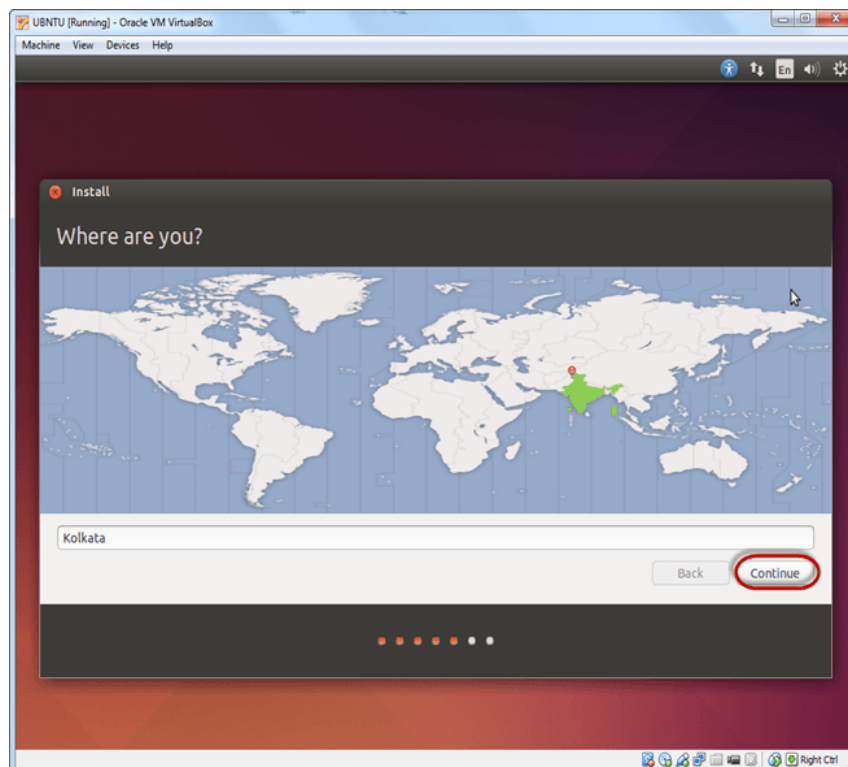 UBNTU [Running] - Oracle VM VirtualBox
Machine View Devices Help
En
Install
Where are you?
Kolkata
Back Continue
Right Ctrl